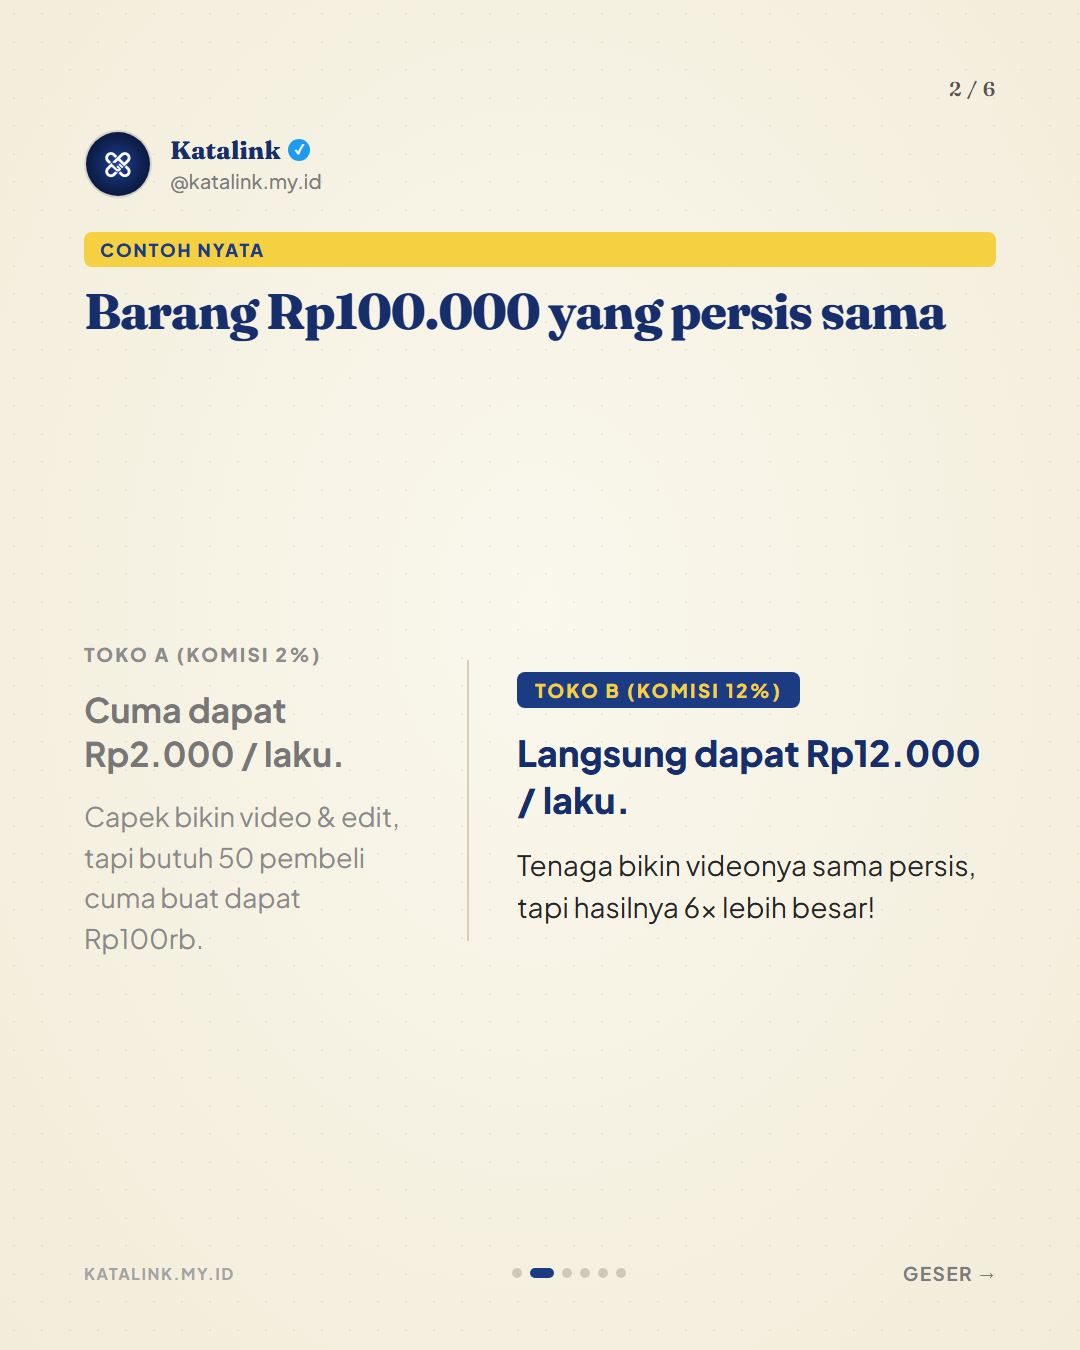 2 / 6
Katalink
@katalink.my.id
CONTOH NYATA
Barang Rp100.000 yang persis sama
TOKO A (KOMISI 2%)
Cuma dapat
Rp2.000 / laku.
Capek bikin video & edit,
tapi butuh 50 pembeli
cuma buat dapat
Rp100rb.
TOKO B (KOMISI 12%)
Langsung dapat Rp12.000
/ laku.
Tenaga bikin videonya sama persis,
tapi hasilnya 6× lebih besar!
KATALINK.MY.ID
GESER →